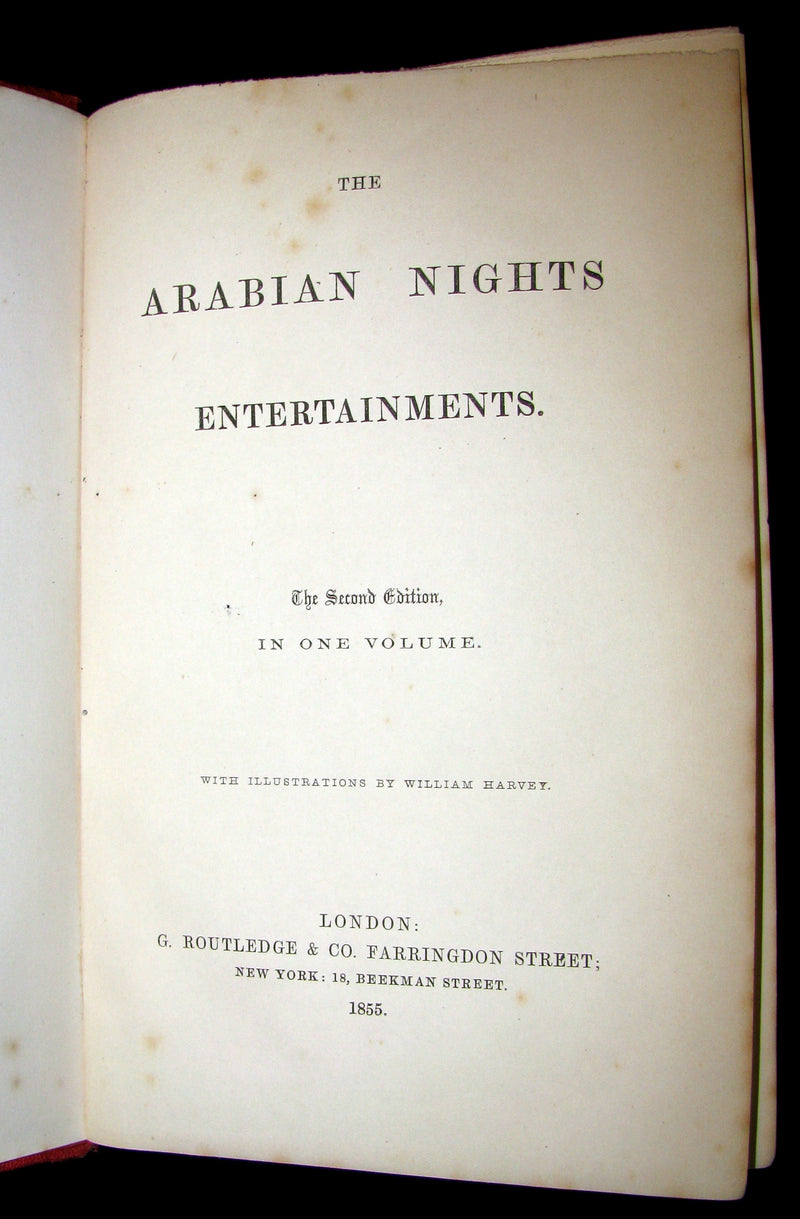 THE
ARABIAN NIGHTS
ENTERTAINMENTS.
The Second Edition,
IN ONE VOLUME.
WITH ILLUSTRATIONS BY WILLIAM HARVEY.
LONDON:
G. ROUTLEDGE & CO. FARRINGDON STREET;
NEW YORK: 18, BEEKMAN STREET.
1855.